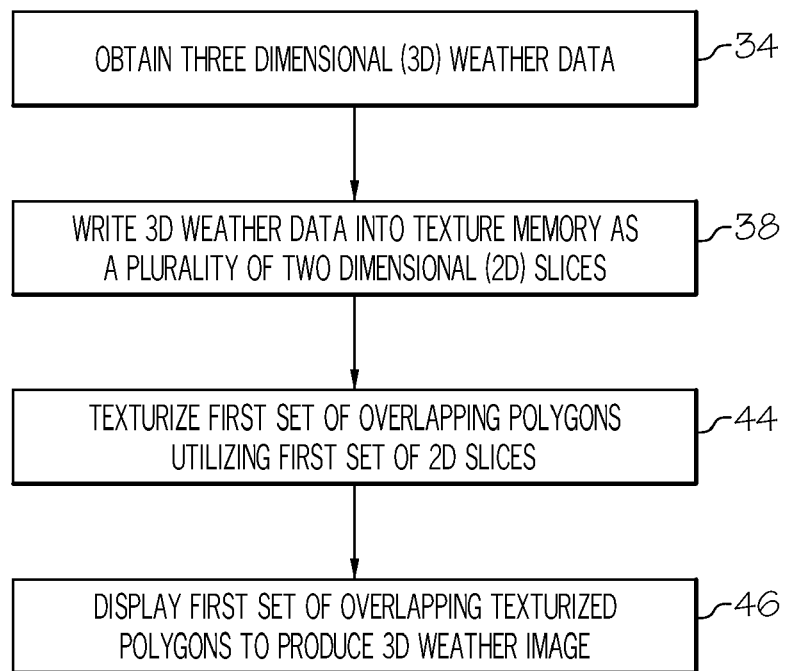 OBTAIN THREE DIMENSIONAL (3D) WEATHER DATA
34
WRITE 3D WEATHER DATA INTO TEXTURE MEMORY AS
A PLURALITY OF TWO DIMENSIONAL (2D) SLICES
38
TEXTURIZE FIRST SET OF OVERLAPPING POLYGONS
UTILIZING FIRST SET OF 2D SLICES
44
DISPLAY FIRST SET OF OVERLAPPING TEXTURIZED
POLYGONS TO PRODUCE 3D WEATHER IMAGE
46